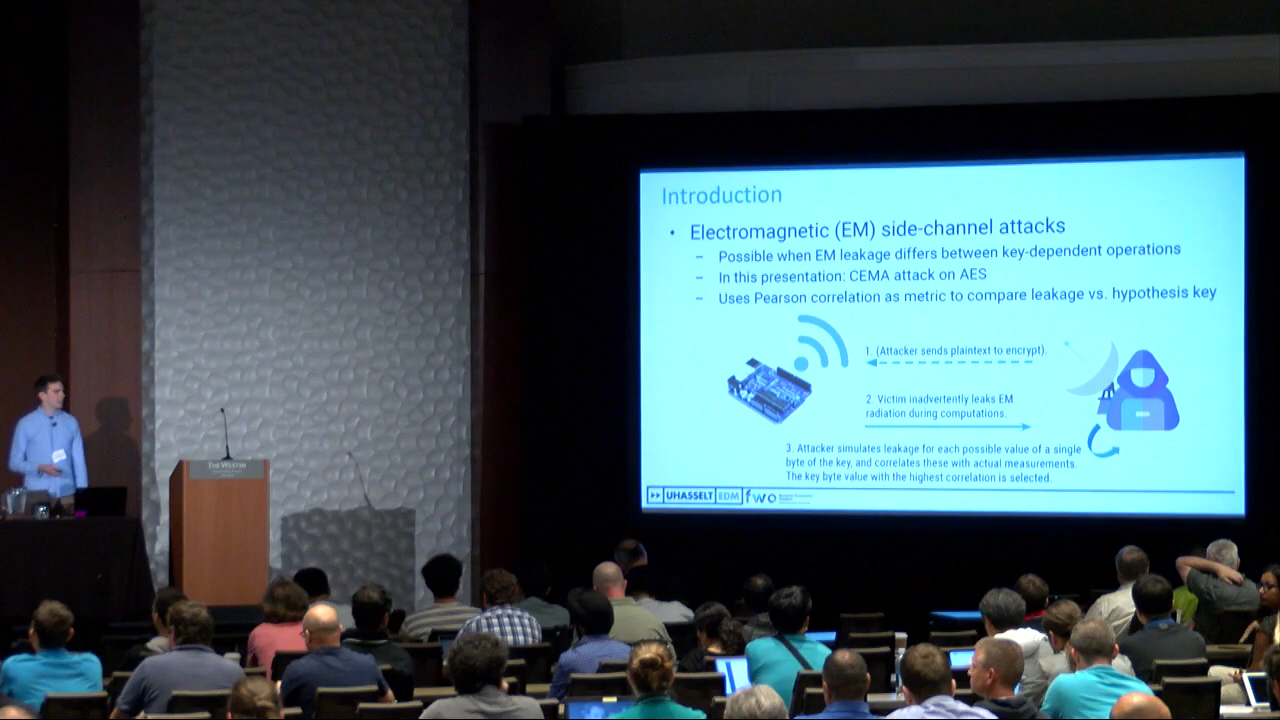 Introduction
• Electromagnetic (EM) side-channel attacks
– Possible when EM leakage differs between key-dependent operations
– In this presentation: CEMA attack on AES
– Uses Pearson correlation as metric to compare leakage vs. hypothesis key
1. (Attacker sends plaintext to encrypt).
2. Victim inadvertently leaks EM
radiation during computations.
3. Attacker simulates leakage for each possible value of a single
byte of the key, and correlates these with actual measurements.
The key byte value with the highest correlation is selected.
UHASSELT EDM fwo
THE WESTIN